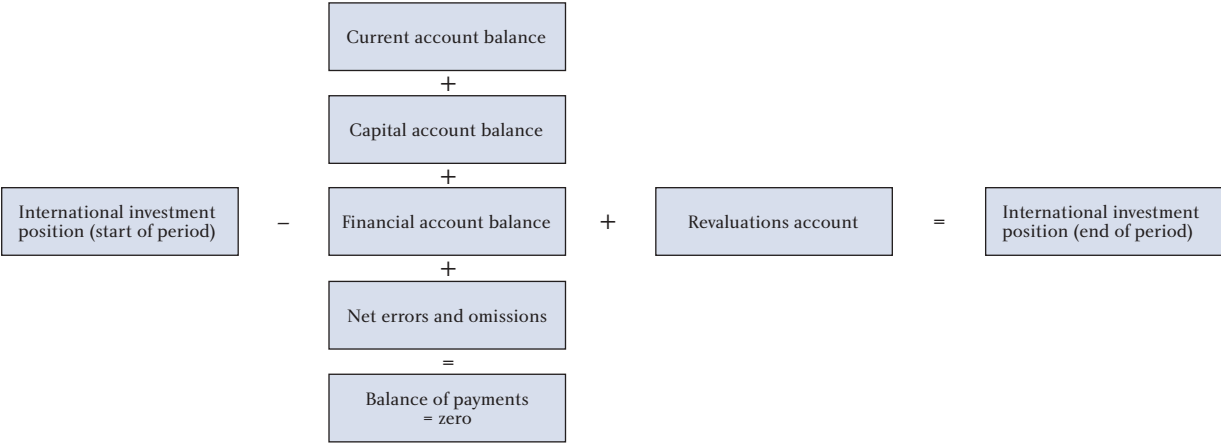 Current account balance
+
Capital account balance
+
International investment
position (start of period)
–
Financial account balance
+
Revaluations account
=
International investment
position (end of period)
+
Net errors and omissions
=
Balance of payments
= zero